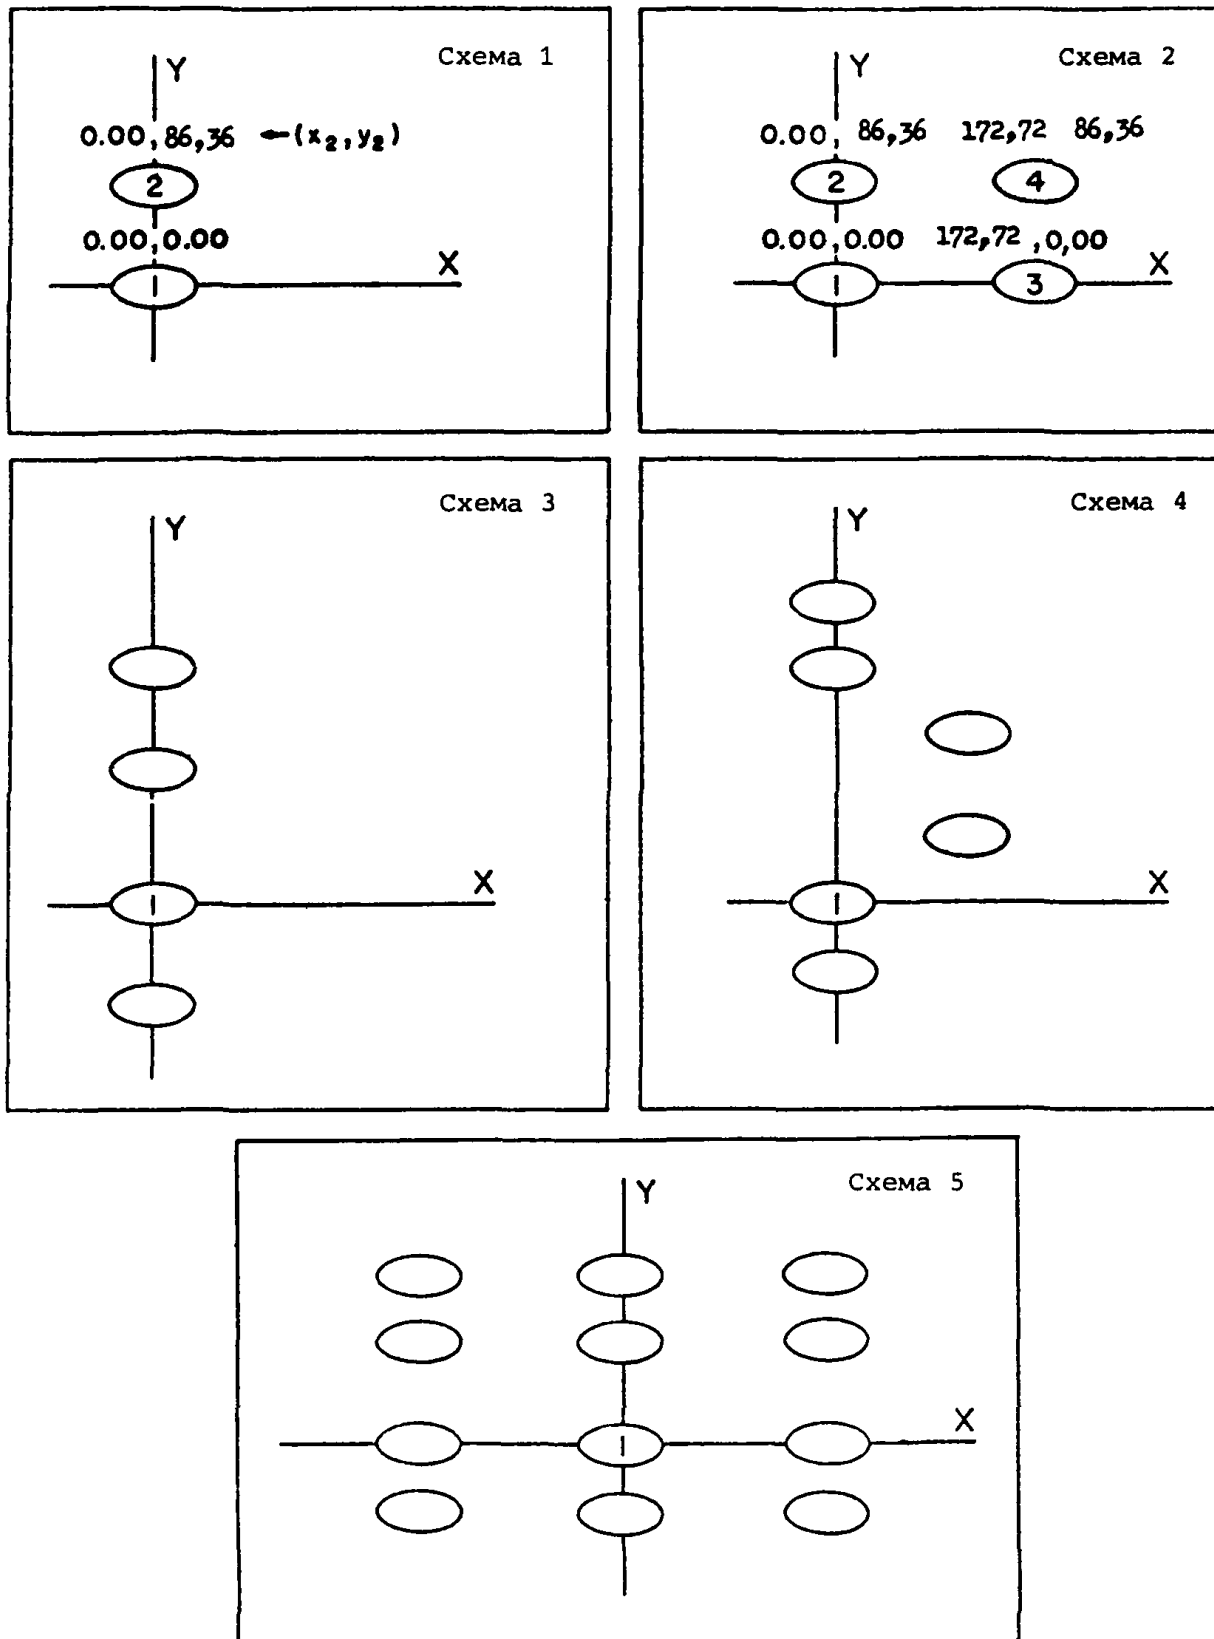 Схема 1
Y
0.00, 86,36 ←(x₂, y₂)
2
0.00, 0.00
X
1
Схема 2
Y
0.00, 86,36 172,72 86,36
2 4
0.00, 0.00 172,72 ,0,00
X
1 3
Схема 3
Y
X
1
Схема 4
Y
X
1
Схема 5
Y
X
1